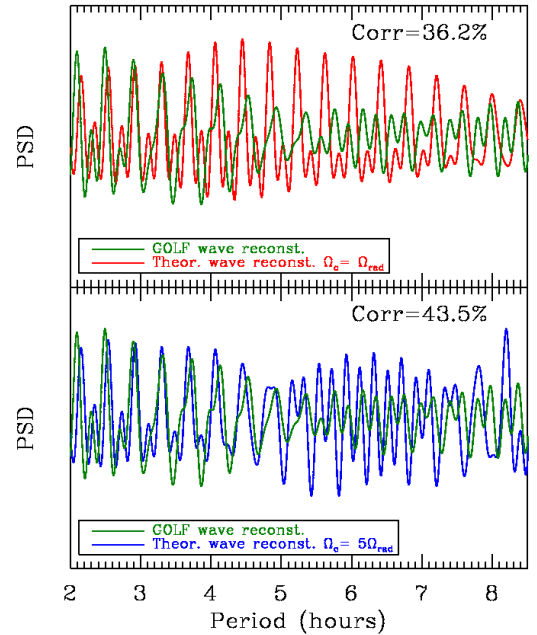 Corr=36.2%
PSD
GOLF wave reconst.
Theor. wave reconst. Ω_c= Ω_rad
Corr=43.5%
PSD
GOLF wave reconst.
Theor. wave reconst. Ω_c= 5Ω_rad
2 3 4 5 6 7 8
Period (hours)